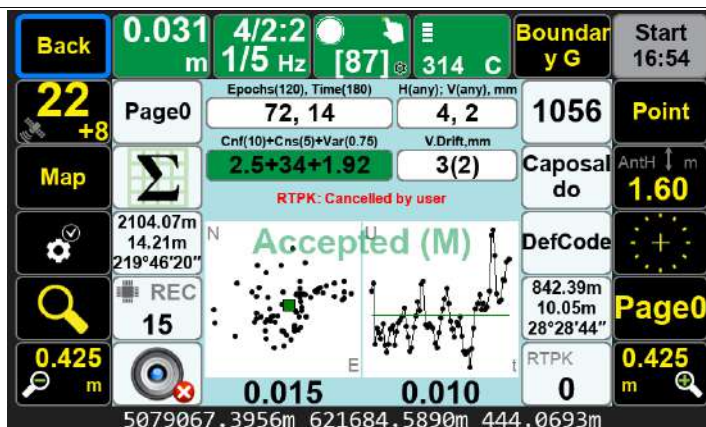 Back
0.031
m
4/2:2
1/5 Hz
[87]
314 C
Boundar
y G
Start
16:54
22
+8
Page0
Epochs(120), Time(180)
72, 14
H(any); V(any), mm
4, 2
1056
Point
Map
Σ
Cnf(10)+Cns(5)+Var(0.75)
2.5+34+1.92
V.Drift,mm
3(2)
Caposal
do
AntH m
1.60
RTPK: Cancelled by user
2104.07m
14.21m
219°46'20"
N
Accepted (M)
U
DefCode
REC
15
842.39m
10.05m
28°28'44"
Page0
E
t
0.425
m
0.015
0.010
RTPK
0
0.425
m
5079067.3956m 621684.5890m 444.0693m